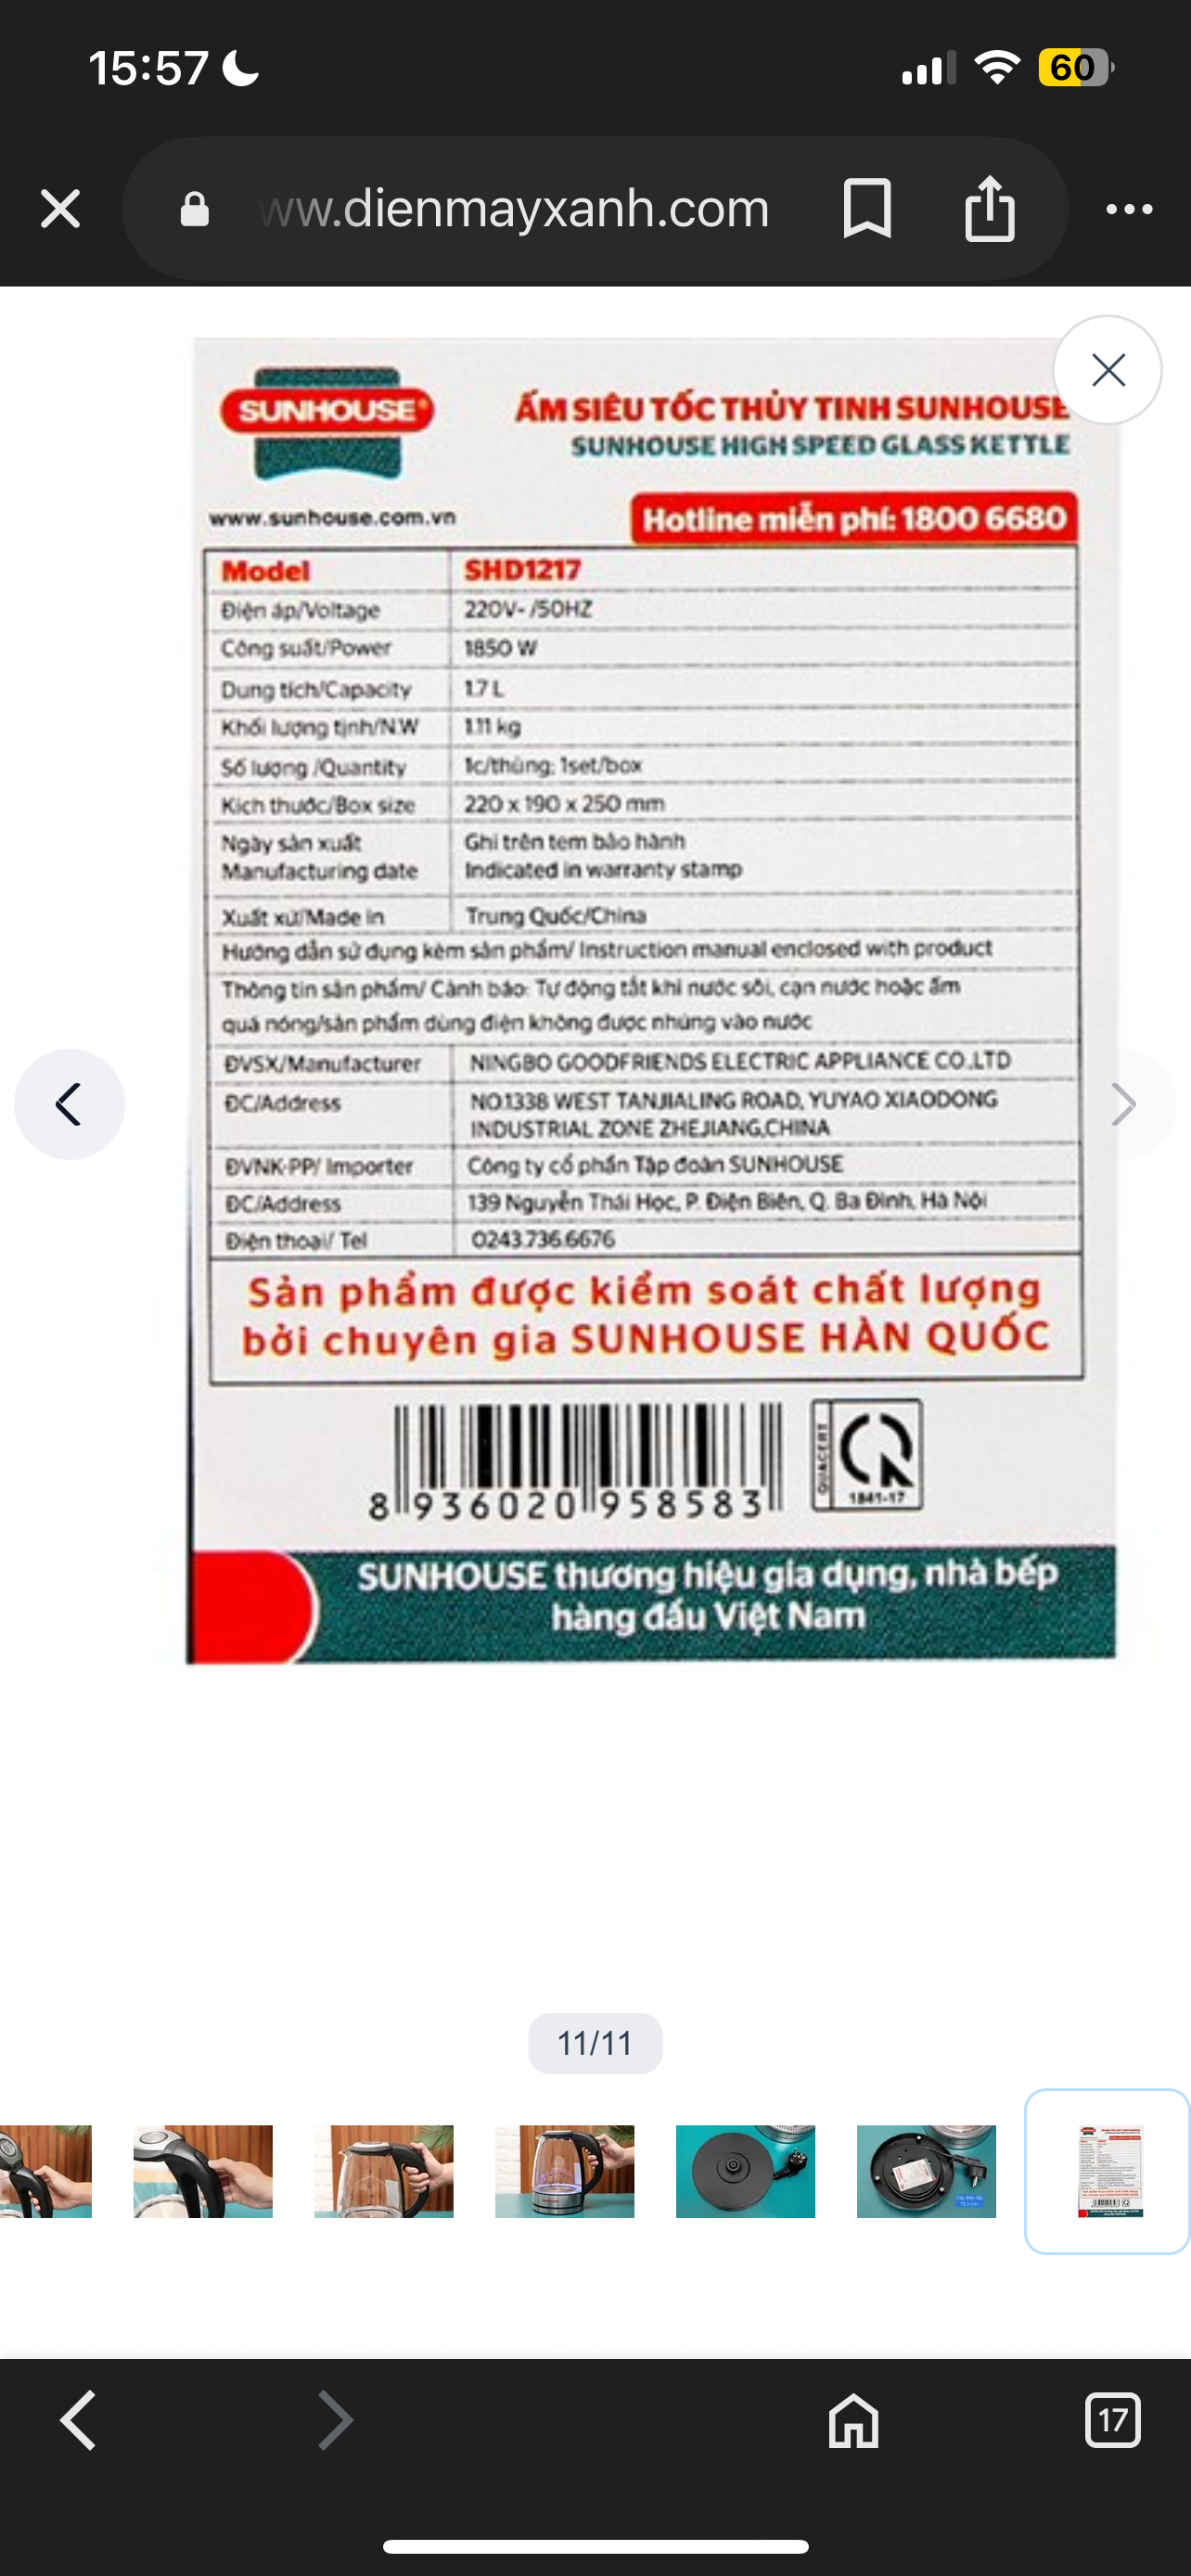 15:57
60
ww.dienmayxanh.com
SUNHOUSE®
ẤM SIÊU TỐC THỦY TINH SUNHOUSE
SUNHOUSE HIGH SPEED GLASS KETTLE
www.sunhouse.com.vn
Hotline miễn phí: 1800 6680
Model SHD1217
Điện áp/Voltage 220V~ /50HZ
Công suất/Power 1850 W
Dung tích/Capacity 1.7 L
Khối lượng tịnh/N.W 1.11 kg
Số lượng /Quantity 1c/thùng; 1set/box
Kích thước/Box size 220 x 190 x 250 mm
Ngày sản xuất Ghi trên tem bảo hành
Manufacturing date Indicated in warranty stamp
Xuất xứ/Made in Trung Quốc/China
Hướng dẫn sử dụng kèm sản phẩm/ Instruction manual enclosed with product
Thông tin sản phẩm/ Cảnh báo: Tự động tắt khi nước sôi, cạn nước hoặc ấm
quá nóng/sản phẩm dùng điện không được nhúng vào nước
ĐVSX/Manufacturer NINGBO GOODFRIENDS ELECTRIC APPLIANCE CO.,LTD
ĐC/Address NO.1338 WEST TANJIALING ROAD, YUYAO XIAODONG
INDUSTRIAL ZONE ZHEJIANG,CHINA
ĐVNK-PP/ Importer Công ty cổ phần Tập đoàn SUNHOUSE
ĐC/Address 139 Nguyễn Thái Học, P. Điện Biên, Q. Ba Đình, Hà Nội
Điện thoại/ Tel 0243.736.6676
Sản phẩm được kiểm soát chất lượng
bởi chuyên gia SUNHOUSE HÀN QUỐC
8 936020 958583
QUACERT
1841-17
SUNHOUSE thương hiệu gia dụng, nhà bếp
hàng đầu Việt Nam
11/11
17